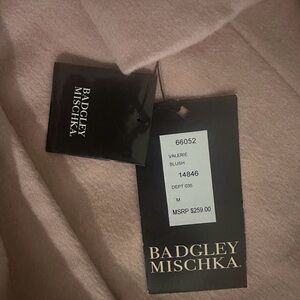 BADGLEY
MISCHKA
66052
VALERIE
BLUSH
14846
DEPT 035
M
MSRP $259.00
BADGLEY
MISCHKA